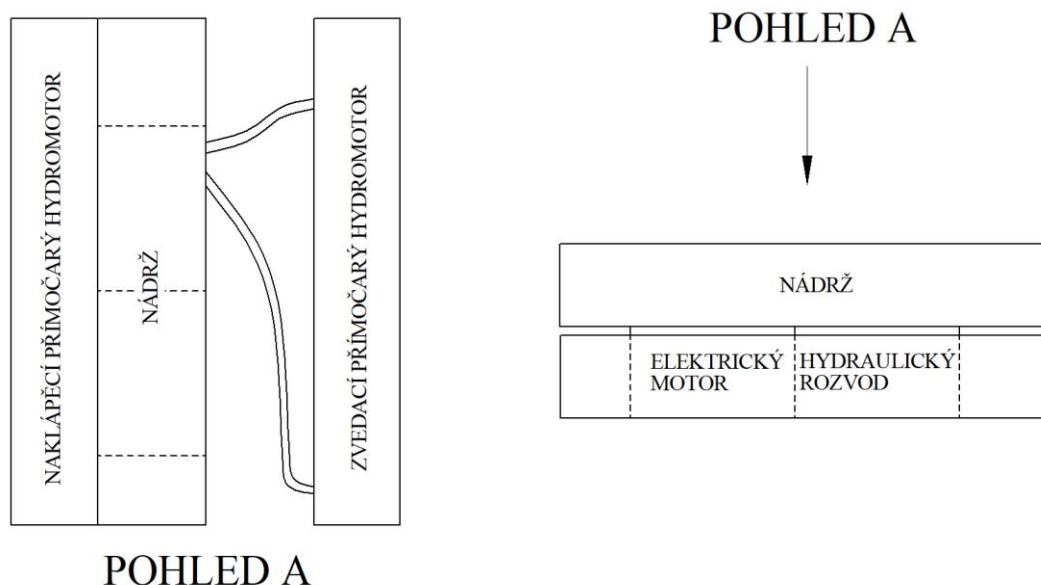 NAKLÁPĚCÍ PŘÍMOČARÝ HYDROMOTOR
NÁDRŽ
ZVEDACÍ PŘÍMOČARÝ HYDROMOTOR
POHLED A
POHLED A
NÁDRŽ
ELEKTRICKÝ
MOTOR
HYDRAULICKÝ
ROZVOD